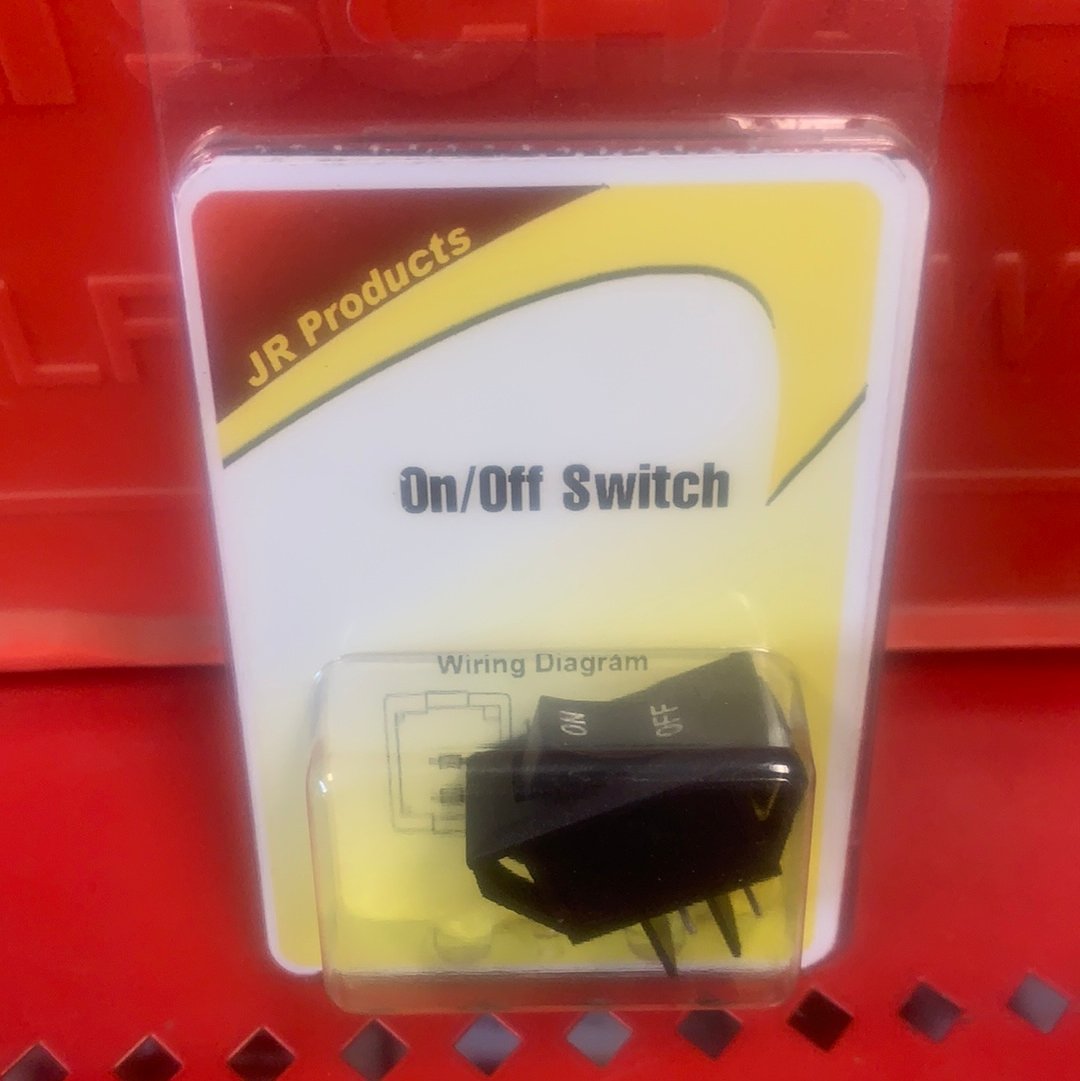 JR Products
On/Off Switch
Wiring Diagram
ON
OFF